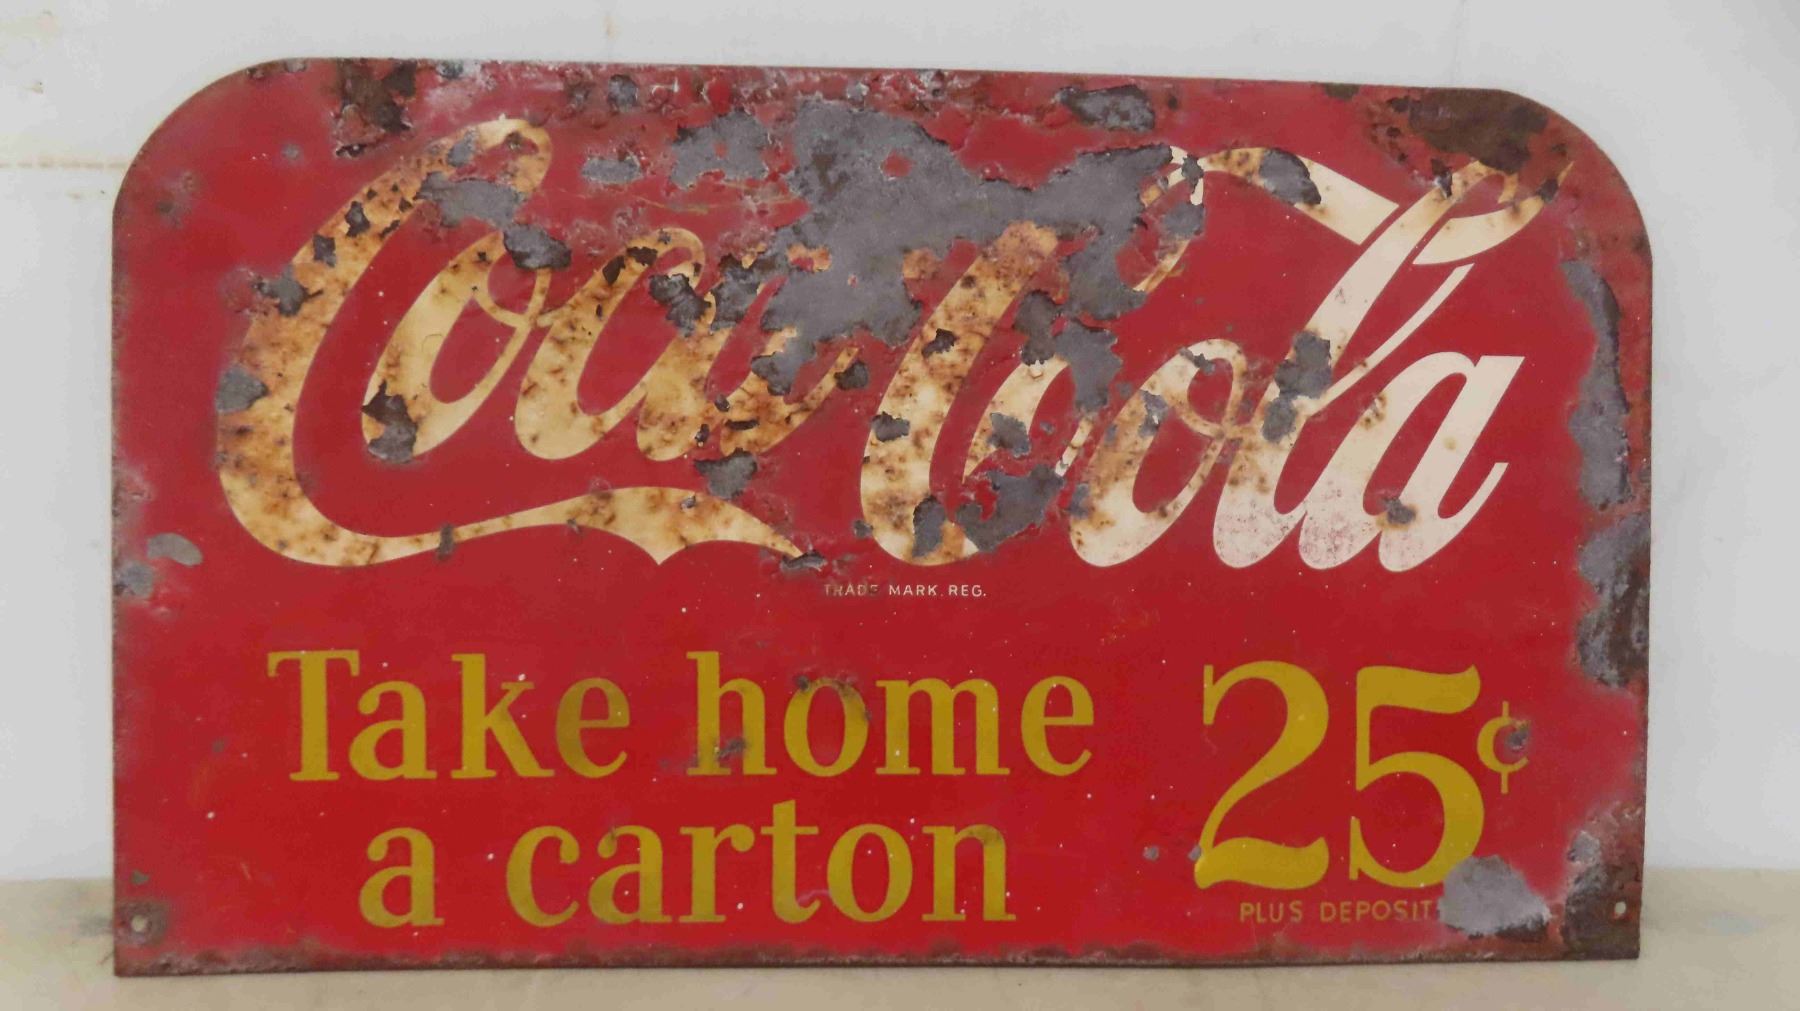 Coca-Cola
TRADE MARK REG.
Take home
a carton
25¢
PLUS DEPOSIT